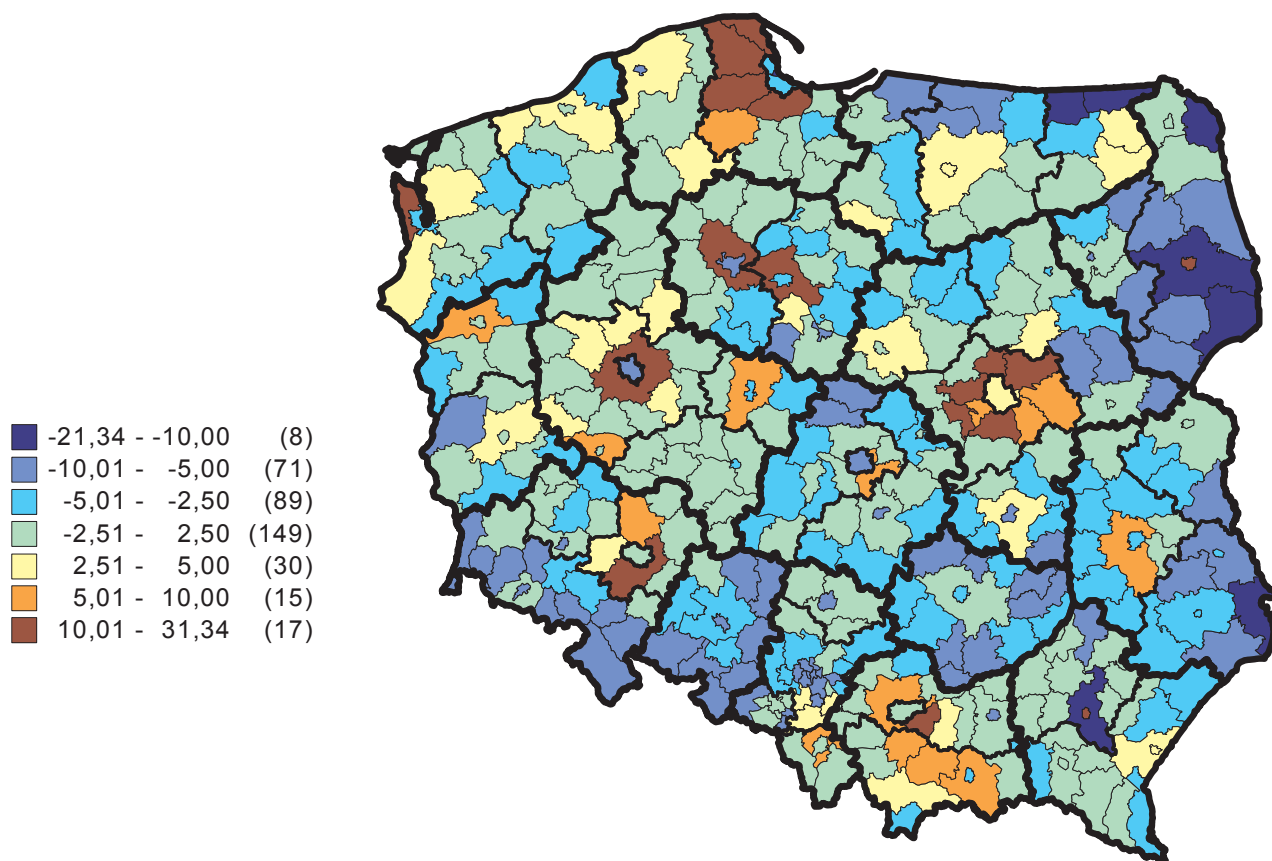 -21,34 - -10,00 (8)
-10,01 - -5,00 (71)
-5,01 - -2,50 (89)
-2,51 - 2,50 (149)
2,51 - 5,00 (30)
5,01 - 10,00 (15)
10,01 - 31,34 (17)